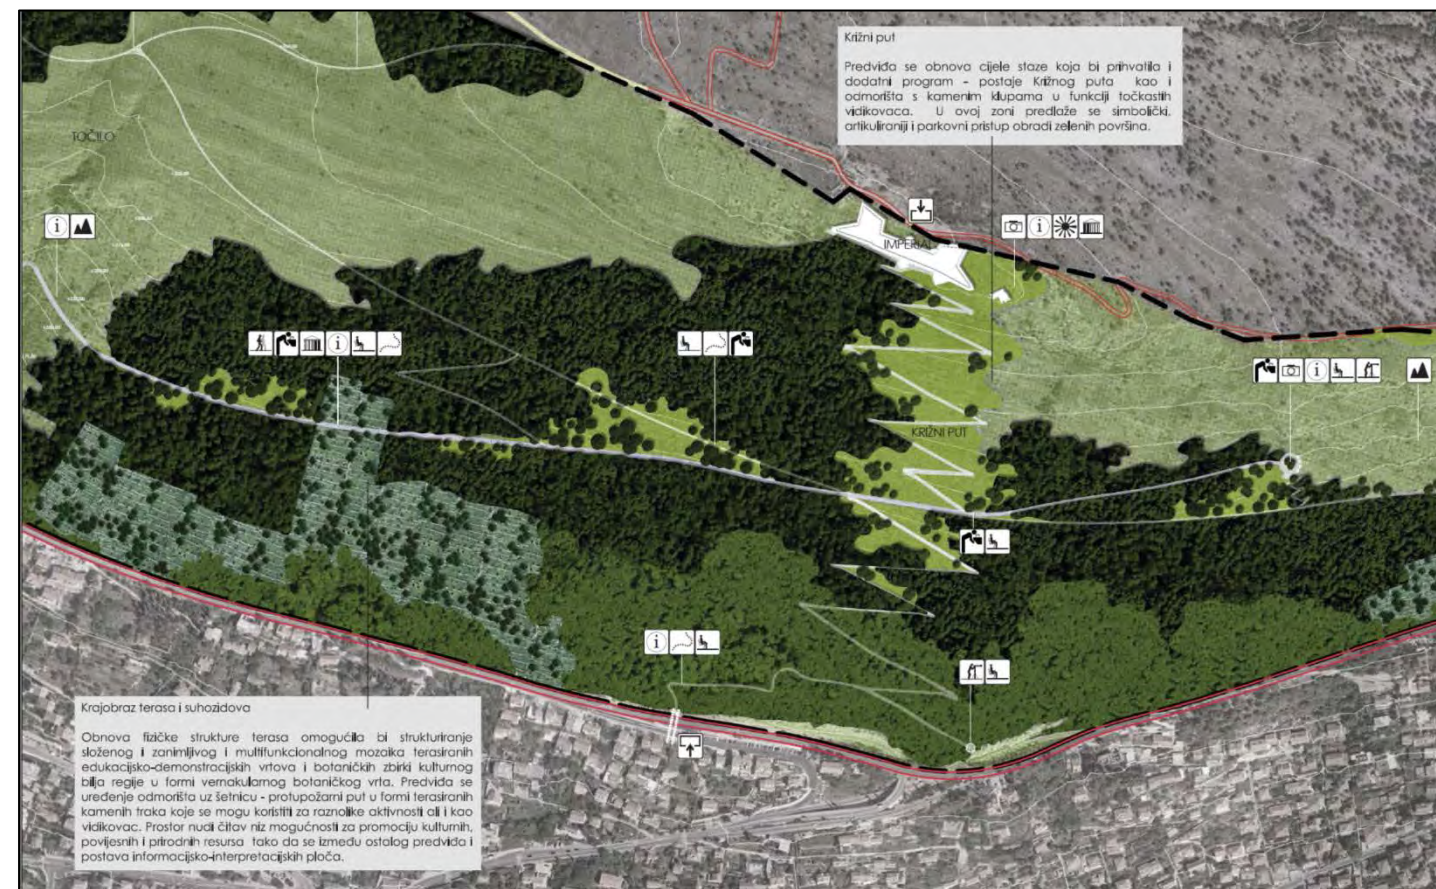 Križni put
Predviđa se obnova cijele staze koja bi prihvatila i
dodatni program - postaje Križnog puta kao i
odmorišta s kamenim klupama u funkciji točkastih
vidikovaca. U ovoj zoni predlaže se simbolički,
artikuliraniji i parkovni pristup obradi zelenih površina.
TOČILO
IMPERIAL
KRIŽNI PUT
Krajobraz terasa i suhozidova
Obnova fizičke strukture terasa omogućila bi strukturiranje
složenog i zanimljivog i multifunkcionalnog mozaika terasiranih
edukacijsko-demonstracijskih vrtova i botaničkih zbirki kulturnog
bilja regije u formi vernakularnog botaničkog vrta. Predviđa se
uređenje odmorišta uz šetnicu - protupožarni put u formi terasiranih
kamenih traka koje se mogu koristiti za raznolike aktivnosti ali i kao
vidikovac. Prostor nudi čitav niz mogućnosti za promociju kulturnih,
povijesnih i prirodnih resursa tako da se između ostalog predviđa i
postava informacijsko-interpretacijskih ploča.